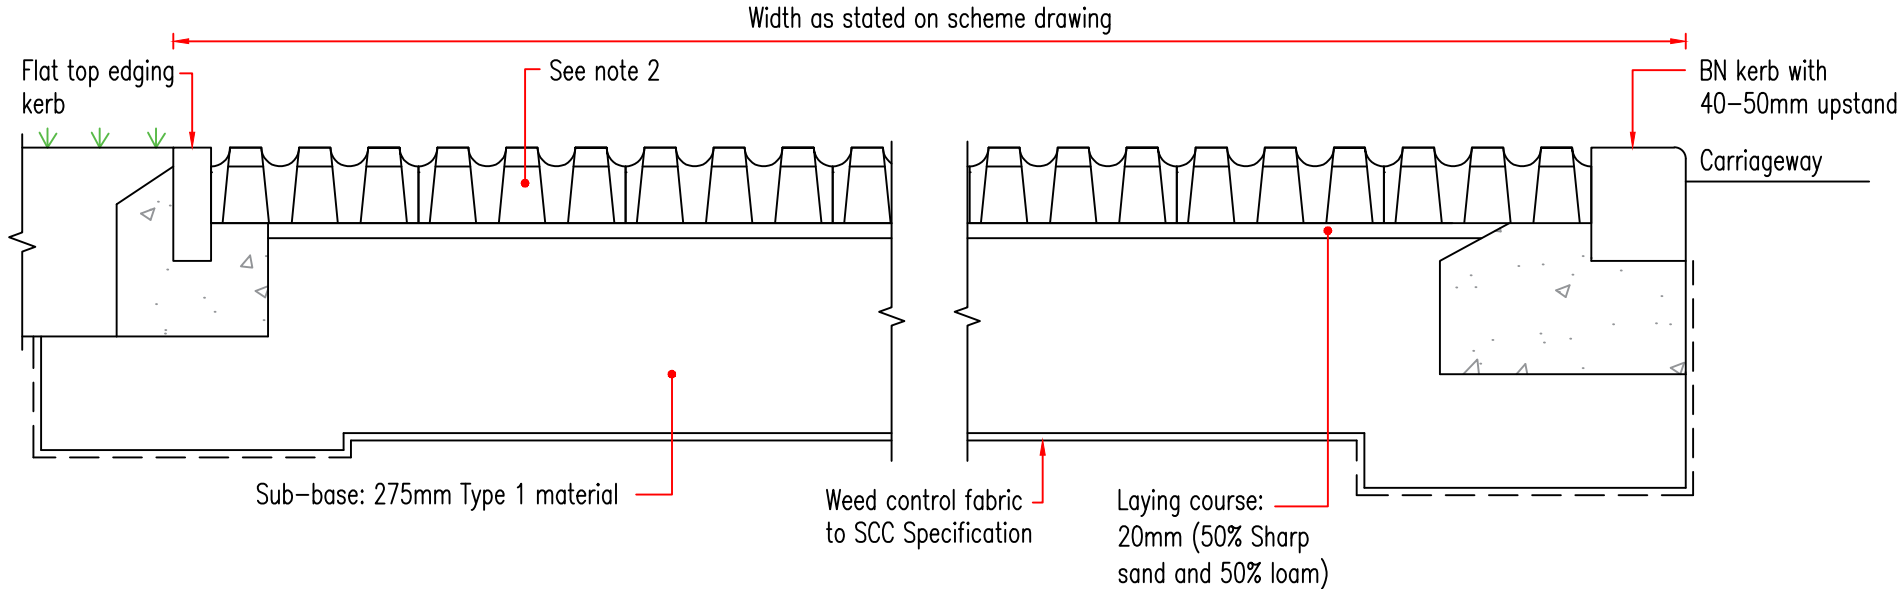 Width as stated on scheme drawing
Flat top edging
kerb
See note 2
BN kerb with
40-50mm upstand
Carriageway
Sub-base: 275mm Type 1 material
Weed control fabric
to SCC Specification
Laying course:
20mm (50% Sharp
sand and 50% loam)